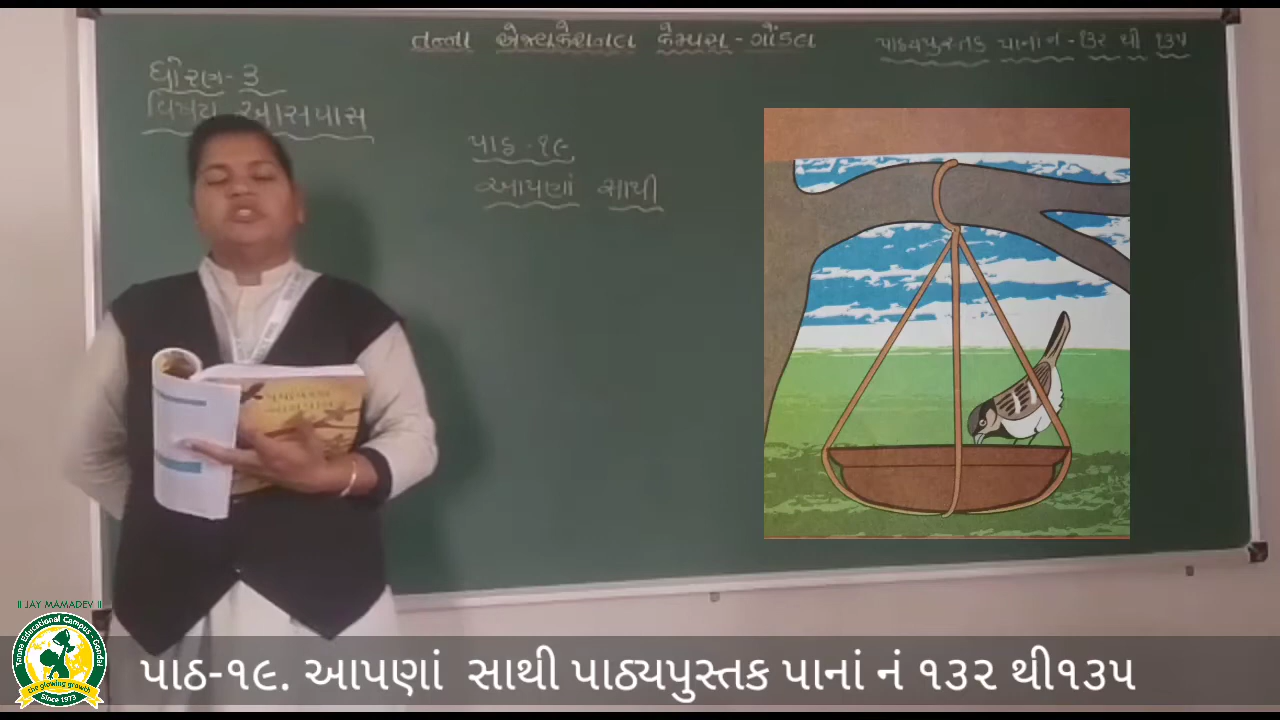 તન્ના એજ્યુકેશનલ કેમ્પસ - ગોંડલ
પાઠ્યપુસ્તક પાનાં નં - ૧૩૨ થી ૧૩૫
ધોરણ - ૩
વિષય આસપાસ
પાઠ - ૧૯
આપણાં સાથી
|| JAY MAMADEV ||
Tanna Educational Campus - Gondal
the glowing growth
Since 1973
પાઠ-૧૯. આપણાં સાથી પાઠ્યપુસ્તક પાનાં નં ૧૩૨ થી૧૩૫